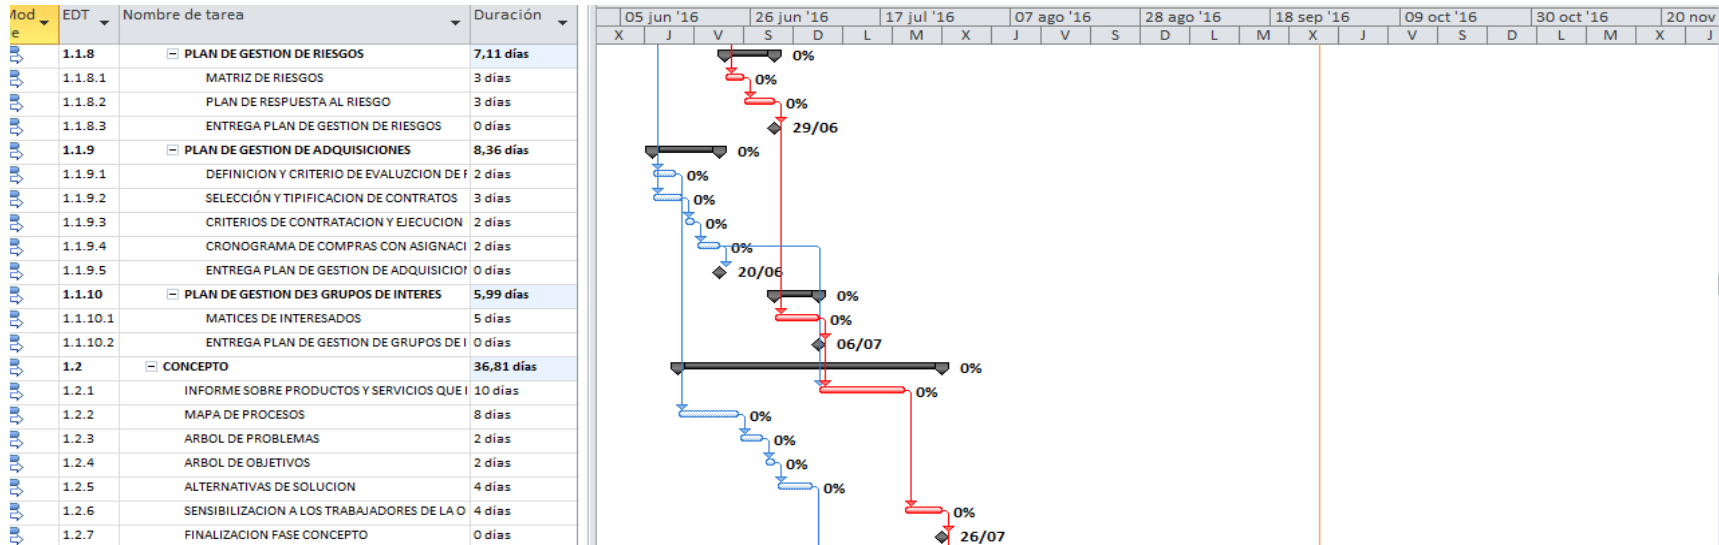 Mod EDT Nombre de tarea Duración 05 jun '16 26 jun '16 17 jul '16 07 ago '16 28 ago '16 18 sep '16 09 oct '16 30 oct '16 20 nov
e X J V S D L M X J V S D L M X J V S D L M X J
1.1.8 PLAN DE GESTION DE RIESGOS 7,11 días 0%
1.1.8.1 MATRIZ DE RIESGOS 3 días 0%
1.1.8.2 PLAN DE RESPUESTA AL RIESGO 3 días 0%
1.1.8.3 ENTREGA PLAN DE GESTION DE RIESGOS 0 días 29/06
1.1.9 PLAN DE GESTION DE ADQUISICIONES 8,36 días 0%
1.1.9.1 DEFINICION Y CRITERIO DE EVALUZCION DE 2 días 0%
1.1.9.2 SELECCIÓN Y TIPIFICACION DE CONTRATOS 3 días 0%
1.1.9.3 CRITERIOS DE CONTRATACION Y EJECUCION 2 días 0%
1.1.9.4 CRONOGRAMA DE COMPRAS CON ASIGNACI 2 días 0%
1.1.9.5 ENTREGA PLAN DE GESTION DE ADQUISICION 0 días 20/06
1.1.10 PLAN DE GESTION DE3 GRUPOS DE INTERES 5,99 días 0%
1.1.10.1 MATICES DE INTERESADOS 5 días 0%
1.1.10.2 ENTREGA PLAN DE GESTION DE GRUPOS DE I 0 días 06/07
1.2 CONCEPTO 36,81 días 0%
1.2.1 INFORME SOBRE PRODUCTOS Y SERVICIOS QUE 10 días 0%
1.2.2 MAPA DE PROCESOS 8 días 0%
1.2.3 ARBOL DE PROBLEMAS 2 días 0%
1.2.4 ARBOL DE OBJETIVOS 2 días 0%
1.2.5 ALTERNATIVAS DE SOLUCION 4 días 0%
1.2.6 SENSIBILIZACION A LOS TRABAJADORES DE LA O 4 días 0%
1.2.7 FINALIZACION FASE CONCEPTO 0 días 26/07